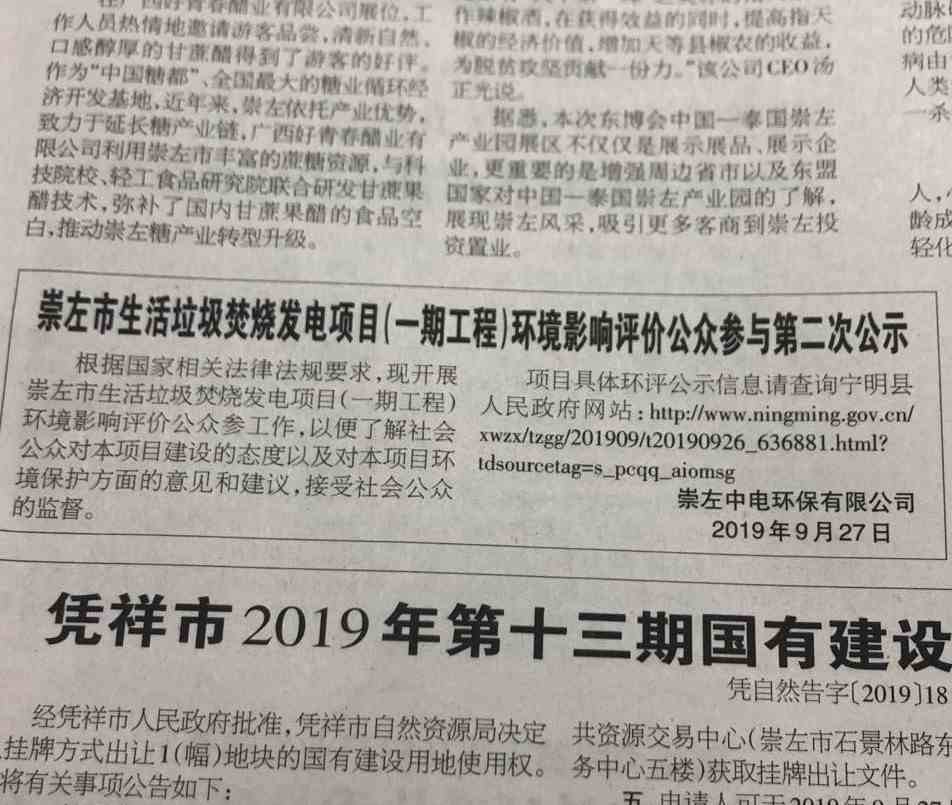 广西好青春醋业有限公司展位,工
作人员热情地邀请游客品尝,清新自然、
口感醇厚的甘蔗醋得到了游客的好评。
作为“中国糖都”、全国最大的糖业循环经
济开发基地,近年来,崇左依托产业优势,
致力于延长糖产业链,广西好青春醋业有
限公司利用崇左市丰富的蔗糖资源,与科
技院校、轻工食品研究院联合研发甘蔗果
醋技术,弥补了国内甘蔗果醋的食品空
白,推动崇左糖产业转型升级。
作辣椒酒,在获得效益的同时,提高指天
椒的经济价值,增加天等县椒农的收益,
为脱贫攻坚贡献一份力。”该公司CEO汤
正光说。
据悉,本次东博会中国—泰国崇左
产业园展区不仅仅是展示展品、展示企
业,更重要的是增强周边省市以及东盟
国家对中国—泰国崇左产业园的了解,
展现崇左风采,吸引更多客商到崇左投
资置业。
动脉
的危
病由
人类
一杀
人,
龄成
轻化
崇左市生活垃圾焚烧发电项目(一期工程)环境影响评价公众参与第二次公示
根据国家相关法律法规要求,现开展
崇左市生活垃圾焚烧发电项目(一期工程)
环境影响评价公众参工作,以便了解社会
公众对本项目建设的态度以及对本项目环
境保护方面的意见和建议,接受社会公众
的监督。
项目具体环评公示信息请查询宁明县
人民政府网站:http://www.ningming.gov.cn/
xwzx/tzgg/201909/t20190926_636881.html?
tdsourcetag=s_pcqq_aiomsg
崇左中电环保有限公司
2019年9月27日
凭祥市2019年第十三期国有建设
凭自然告字〔2019〕18
经凭祥市人民政府批准,凭祥市自然资源局决定
挂牌方式出让1(幅)地块的国有建设用地使用权。
将有关事项公告如下:
共资源交易中心(崇左市石景林路东
务中心五楼)获取挂牌出让文件。
五、申请人可于2019年9月